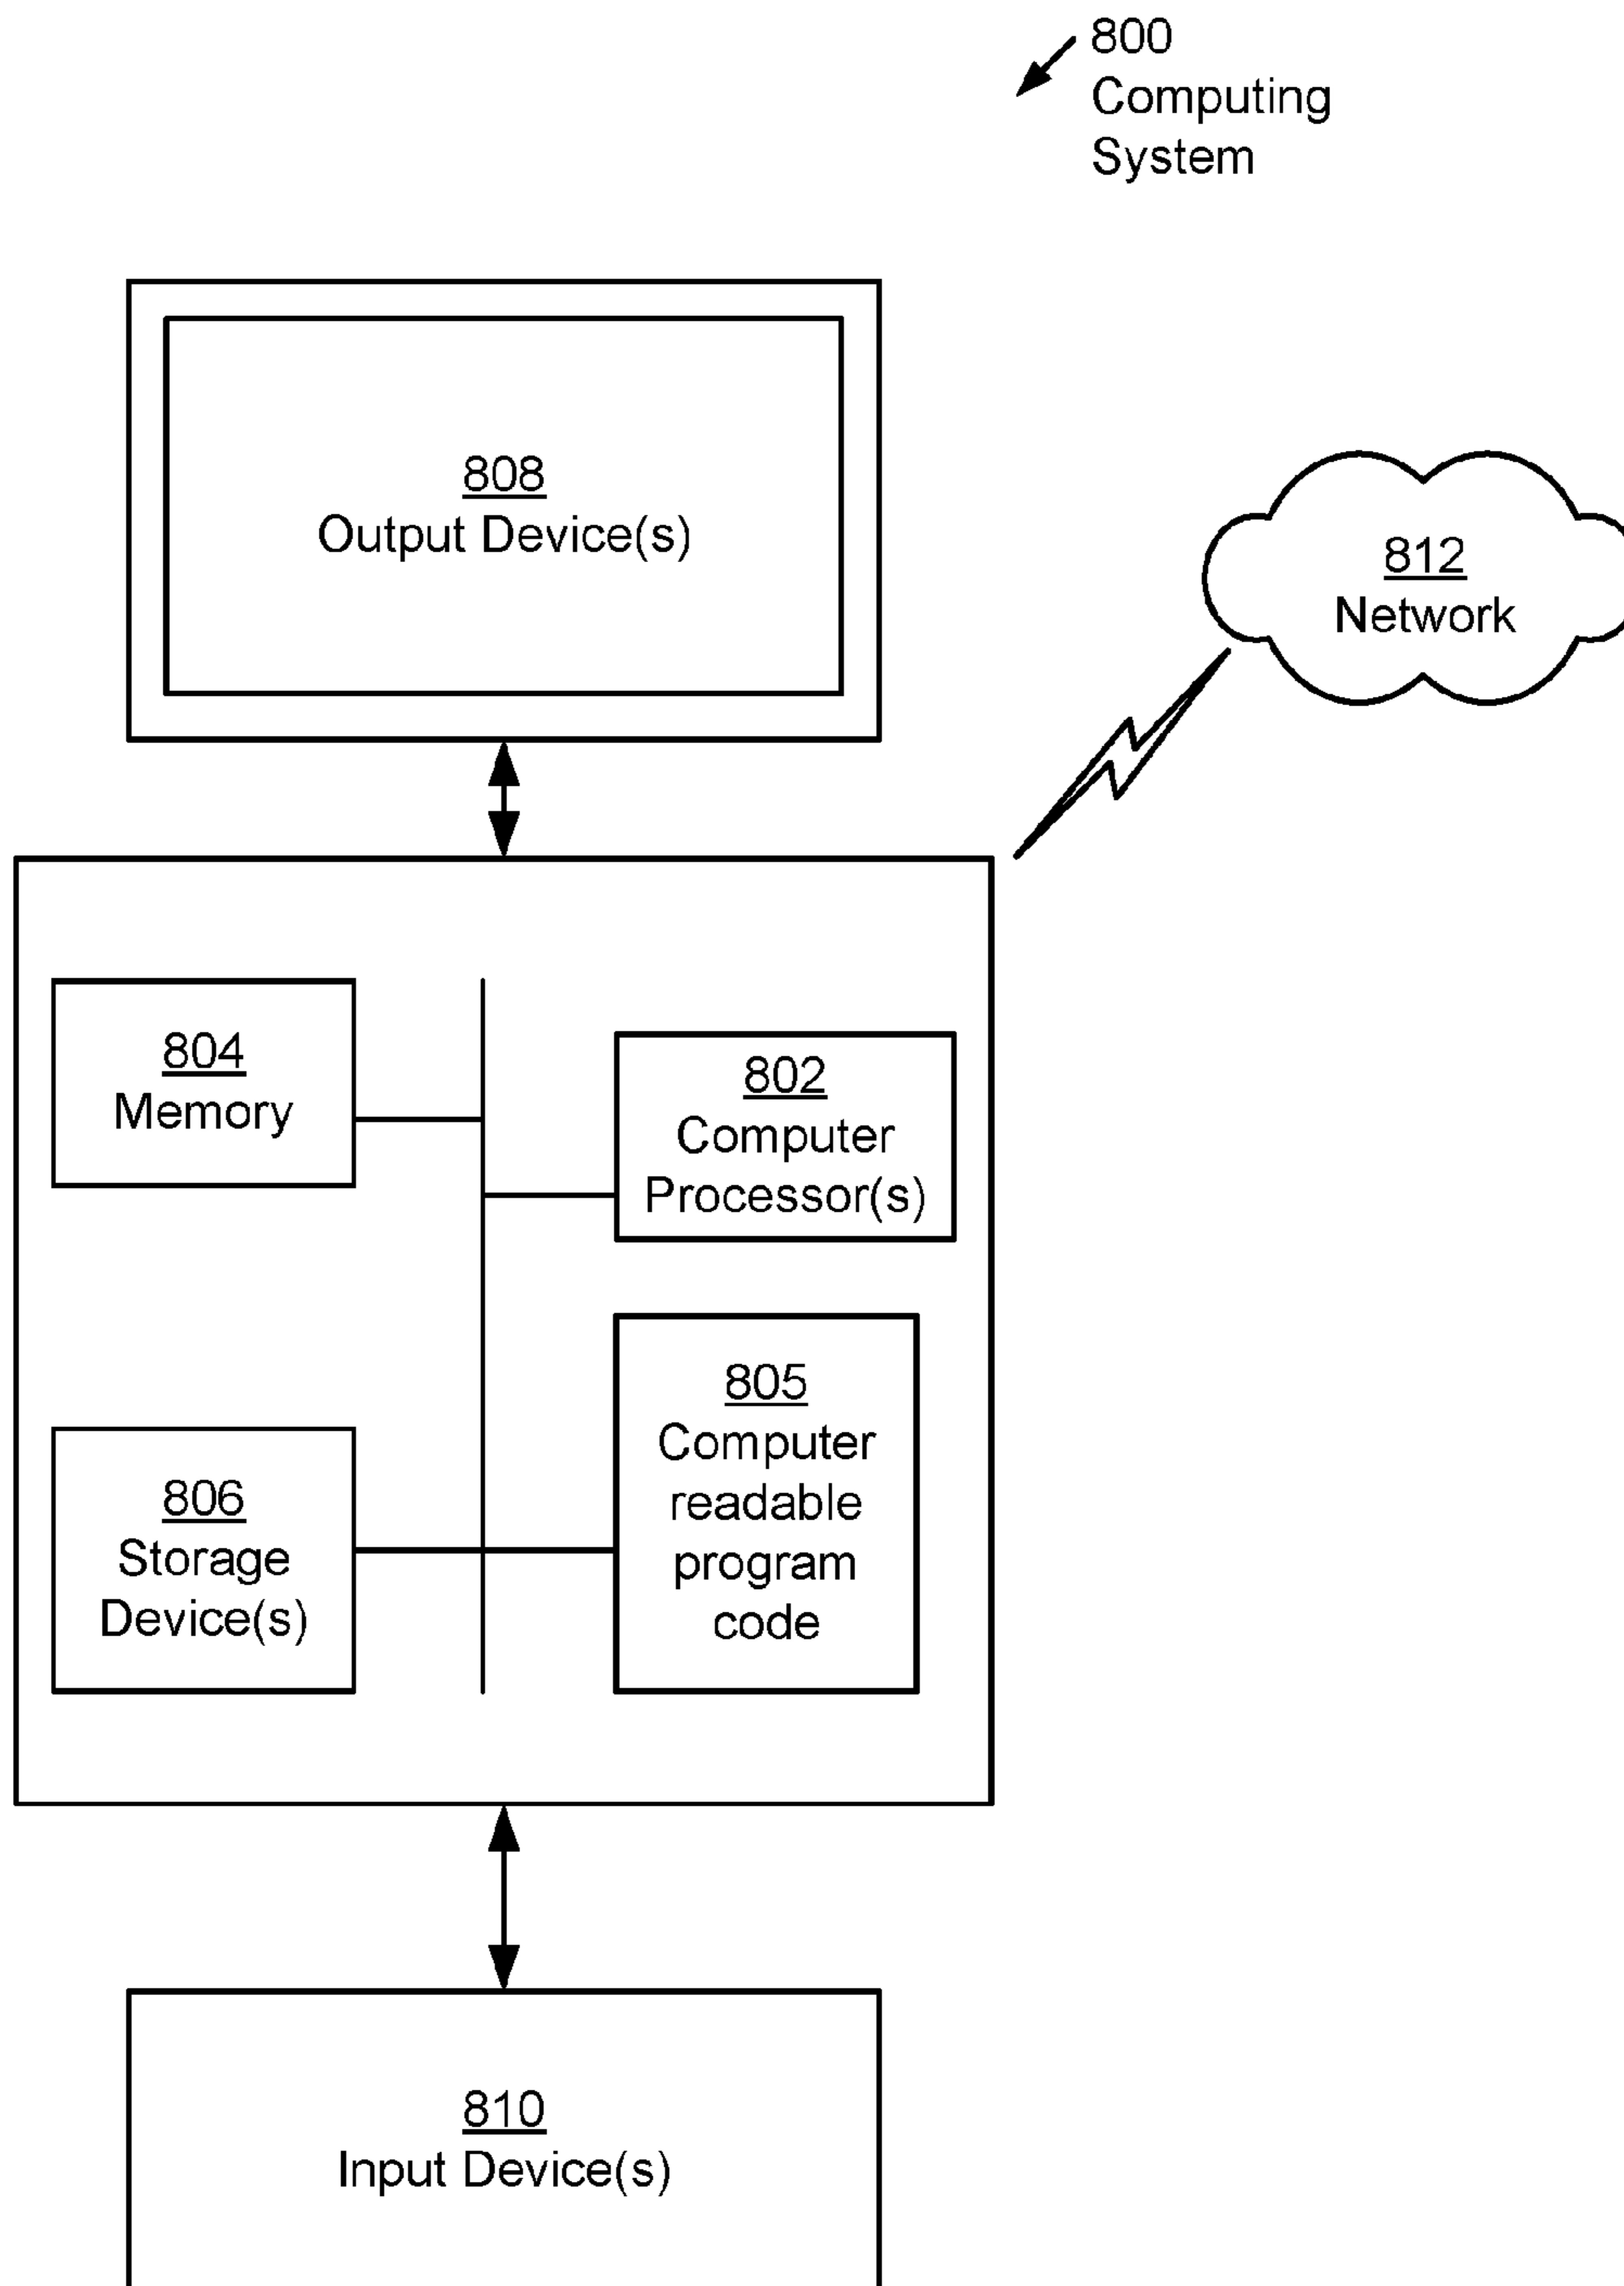 800
Computing
System
808
Output Device(s)
812
Network
804
Memory
802
Computer
Processor(s)
805
Computer
readable
program
code
806
Storage
Device(s)
810
Input Device(s)